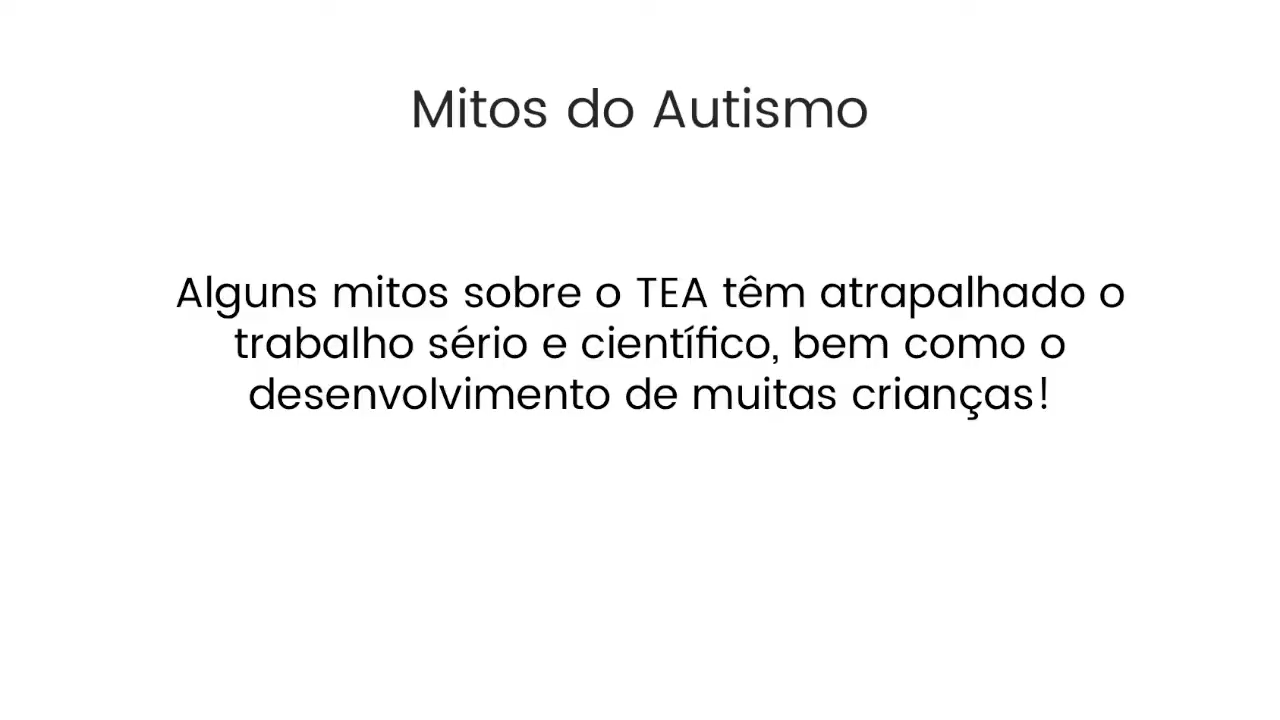 Mitos do Autismo
Alguns mitos sobre o TEA têm atrapalhado o
trabalho sério e científico, bem como o
desenvolvimento de muitas crianças!